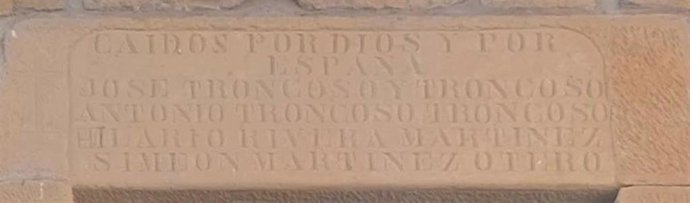 CAIDOS POR DIOS Y POR
ESPAÑA
JOSE TRONCOSO Y TRONCOSO
ANTONIO TRONCOSO TRONCOSO
HILARIO RIVERA MARTINEZ
SIMEON MARTINEZ OTERO